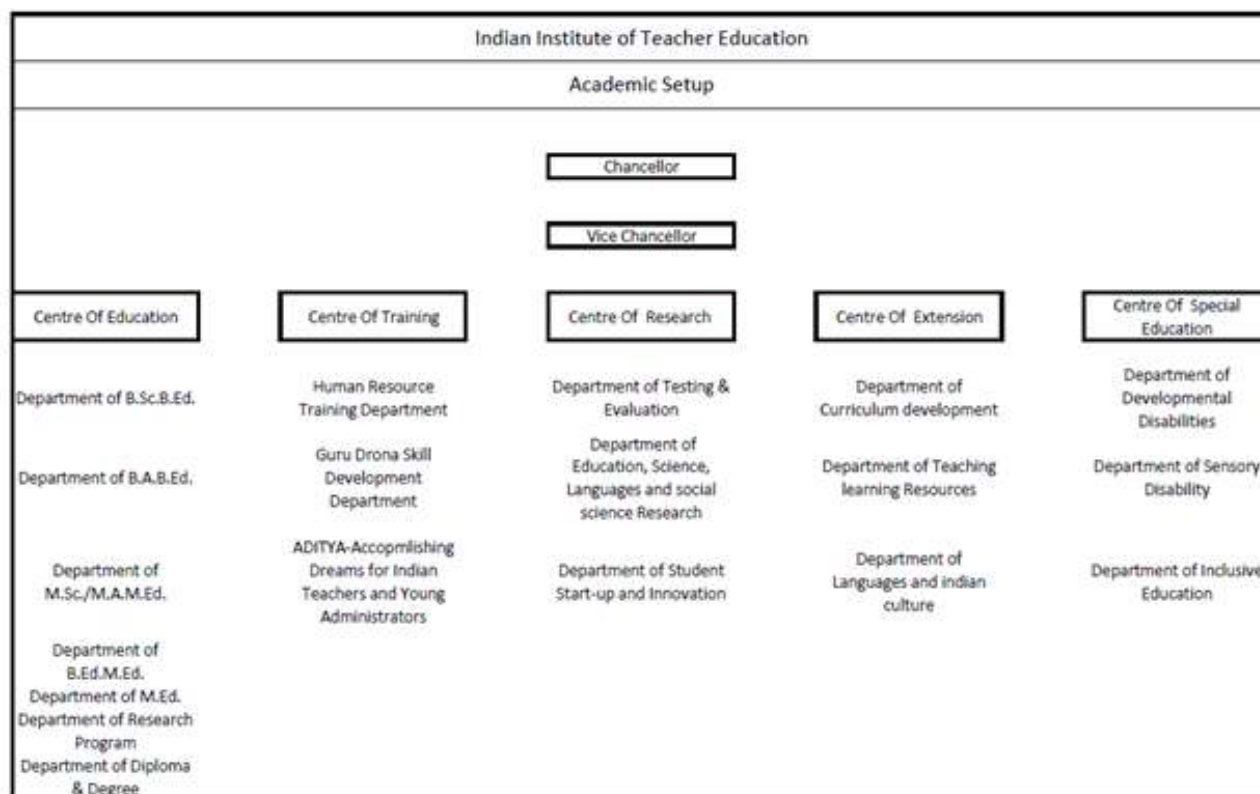 Indian Institute of Teacher Education
Academic Setup
Chancellor
Vice Chancellor
Centre Of Education
Department of B.Sc.B.Ed.
Department of B.A.B.Ed.
Department of
M.Sc./M.A.M.Ed.
Department of
B.Ed.M.Ed.
Department of M.Ed.
Department of Research
Program
Department of Diploma
& Degree
Centre Of Training
Human Resource
Training Department
Guru Drona Skill
Development
Department
ADITYA-Accopmlishing
Dreams for Indian
Teachers and Young
Administrators
Centre Of Research
Department of Testing &
Evaluation
Department of
Education, Science,
Languages and social
science Research
Department of Student
Start-up and Innovation
Centre Of Extension
Department of
Curriculum development
Department of Teaching
learning Resources
Department of
Languages and indian
culture
Centre Of Special
Education
Department of
Developmental
Disabilities
Department of Sensory
Disability
Department of Inclusive
Education